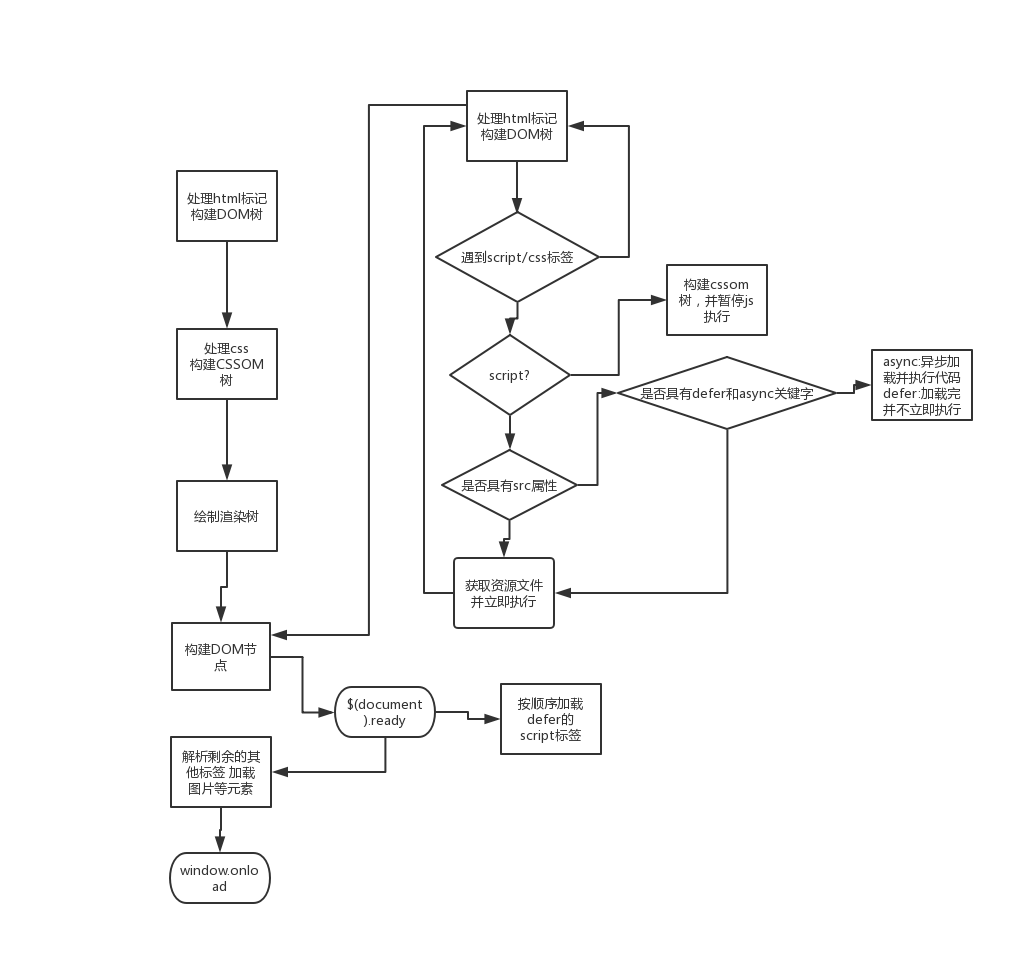 处理html标记
构建DOM树
遇到script/css标签
script?
构建cssom
树，并暂停js
执行
是否具有defer和async关键字
async:异步加
载并执行代码
defer:加载完
并不立即执行
是否具有src属性
获取资源文件
并立即执行
处理html标记
构建DOM树
处理css
构建CSSOM
树
绘制渲染树
构建DOM节
点
$(document
).ready
按顺序加载
defer的
script标签
解析剩余的其
他标签 加载
图片等元素
window.onlo
ad